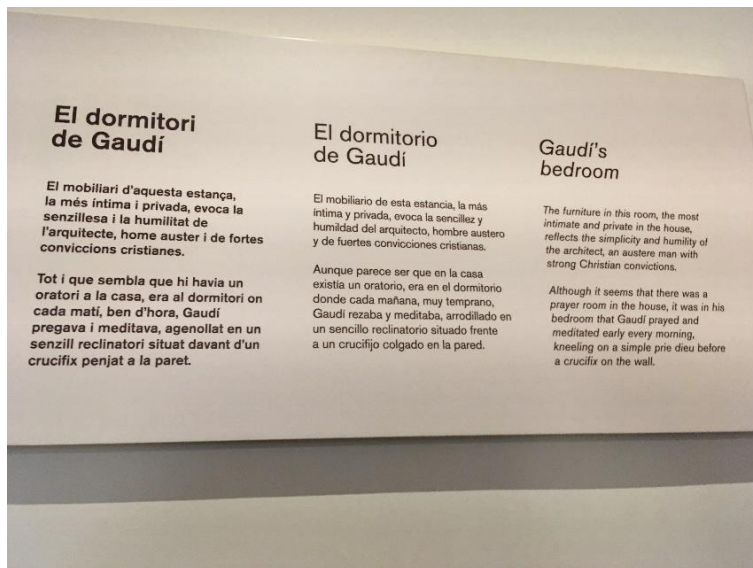 El dormitori
de Gaudí
El mobiliari d'aquesta estança,
la més íntima i privada, evoca la
senzillesa i la humilitat de
l'arquitecte, home auster i de fortes
conviccions cristianes.
Tot i que sembla que hi havia un
oratori a la casa, era al dormitori on
cada matí, ben d'hora, Gaudí
pregava i meditava, agenollat en un
senzill reclinatori situat davant d'un
crucifix penjat a la paret.
El dormitorio
de Gaudí
El mobiliario de esta estancia, la más
íntima y privada, evoca la sencillez y
humildad del arquitecto, hombre austero
y de fuertes convicciones cristianas.
Aunque parece ser que en la casa
existía un oratorio, era en el dormitorio
donde cada mañana, muy temprano,
Gaudí rezaba y meditaba, arrodillado en
un sencillo reclinatorio situado frente
a un crucifijo colgado en la pared.
Gaudí's
bedroom
The furniture in this room, the most
intimate and private in the house,
reflects the simplicity and humility of
the architect, an austere man with
strong Christian convictions.
Although it seems that there was a
prayer room in the house, it was in his
bedroom that Gaudí prayed and
meditated early every morning,
kneeling on a simple prie dieu before
a crucifix on the wall.